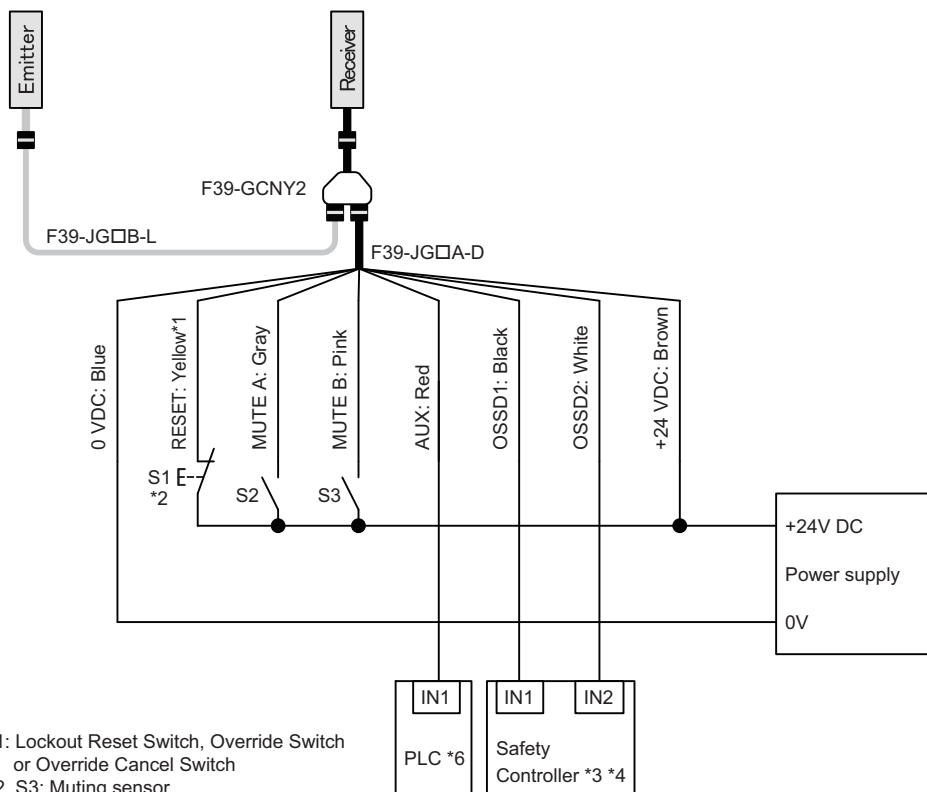 Emitter
Receiver
F39-GCNY2
F39-JG□B-L
F39-JG□A-D
0 VDC: Blue
RESET: Yellow*1
MUTE A: Gray
MUTE B: Pink
AUX: Red
OSSD1: Black
OSSD2: White
+24 VDC: Brown
S1
*2
S2
S3
+24V DC
Power supply
0V
IN1
IN1
IN2
PLC *6
Safety
Controller *3 *4
1: Lockout Reset Switch, Override Switch
or Override Cancel Switch
2, S3: Muting sensor